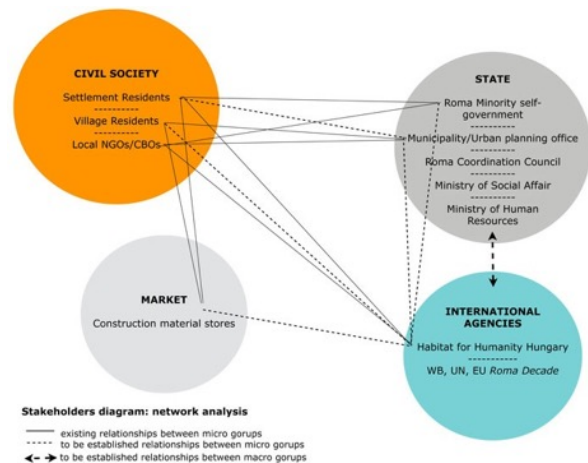 CIVIL SOCIETY
Settlement Residents
Village Residents
Local NGOs/CBOs
STATE
Roma Minority self-
government
Municipality/Urban planning office
Roma Coordination Council
Ministry of Social Affair
Ministry of Human
Resources
MARKET
Construction material stores
INTERNATIONAL
AGENCIES
Habitat for Humanity Hungary
WB, UN, EU Roma Decade
Stakeholders diagram: network analysis
existing relationships between micro gorups
to be established relationships between micro gorups
to be established relationships between macro gorups